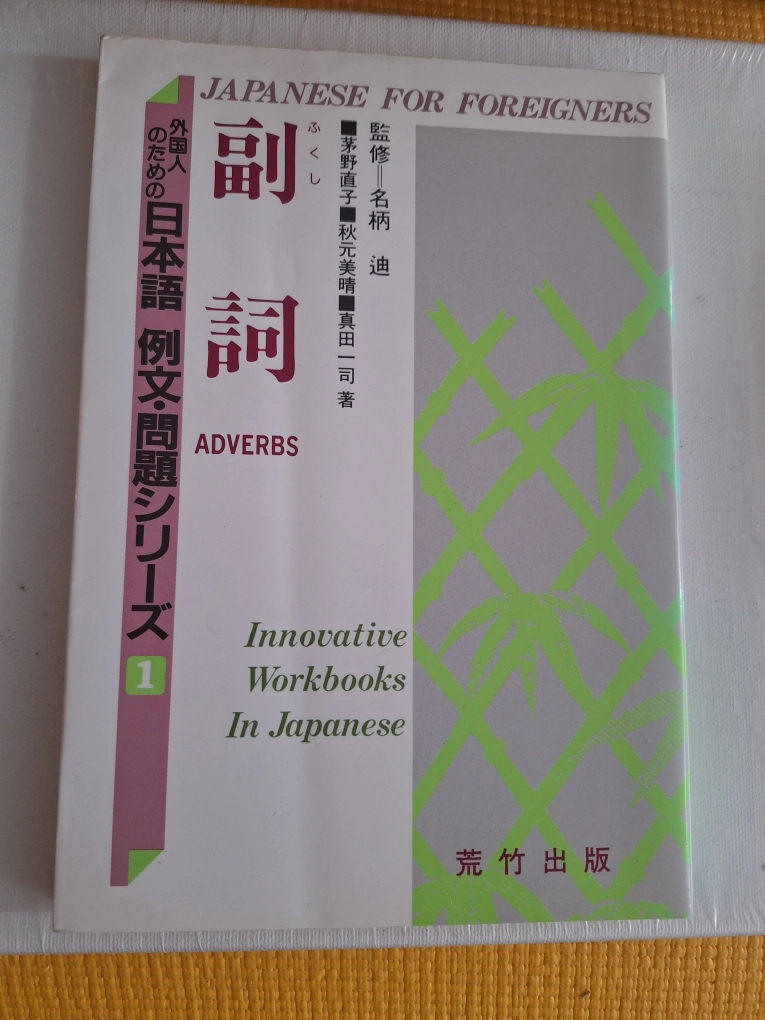 JAPANESE FOR FOREIGNERS
外国人
のための
日本語 例文・問題シリーズ
1
副詞
ふくし
ADVERBS
監修=名柄 迪
■茅野直子■秋元美晴■真田一司 著
Innovative
Workbooks
In Japanese
荒竹出版